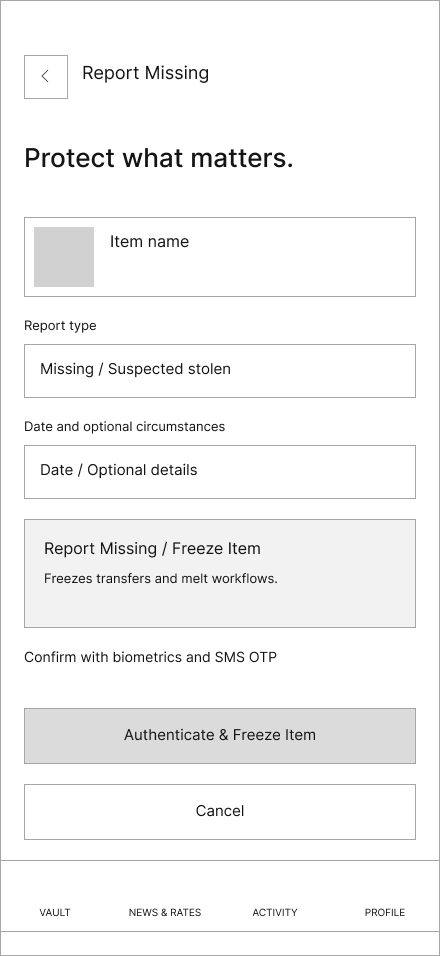 Report Missing
Protect what matters.
Item name
Report type
Missing / Suspected stolen
Date and optional circumstances
Date / Optional details
Report Missing / Freeze Item
Freezes transfers and melt workflows.
Confirm with biometrics and SMS OTP
Authenticate & Freeze Item
Cancel
VAULT
NEWS & RATES
ACTIVITY
PROFILE